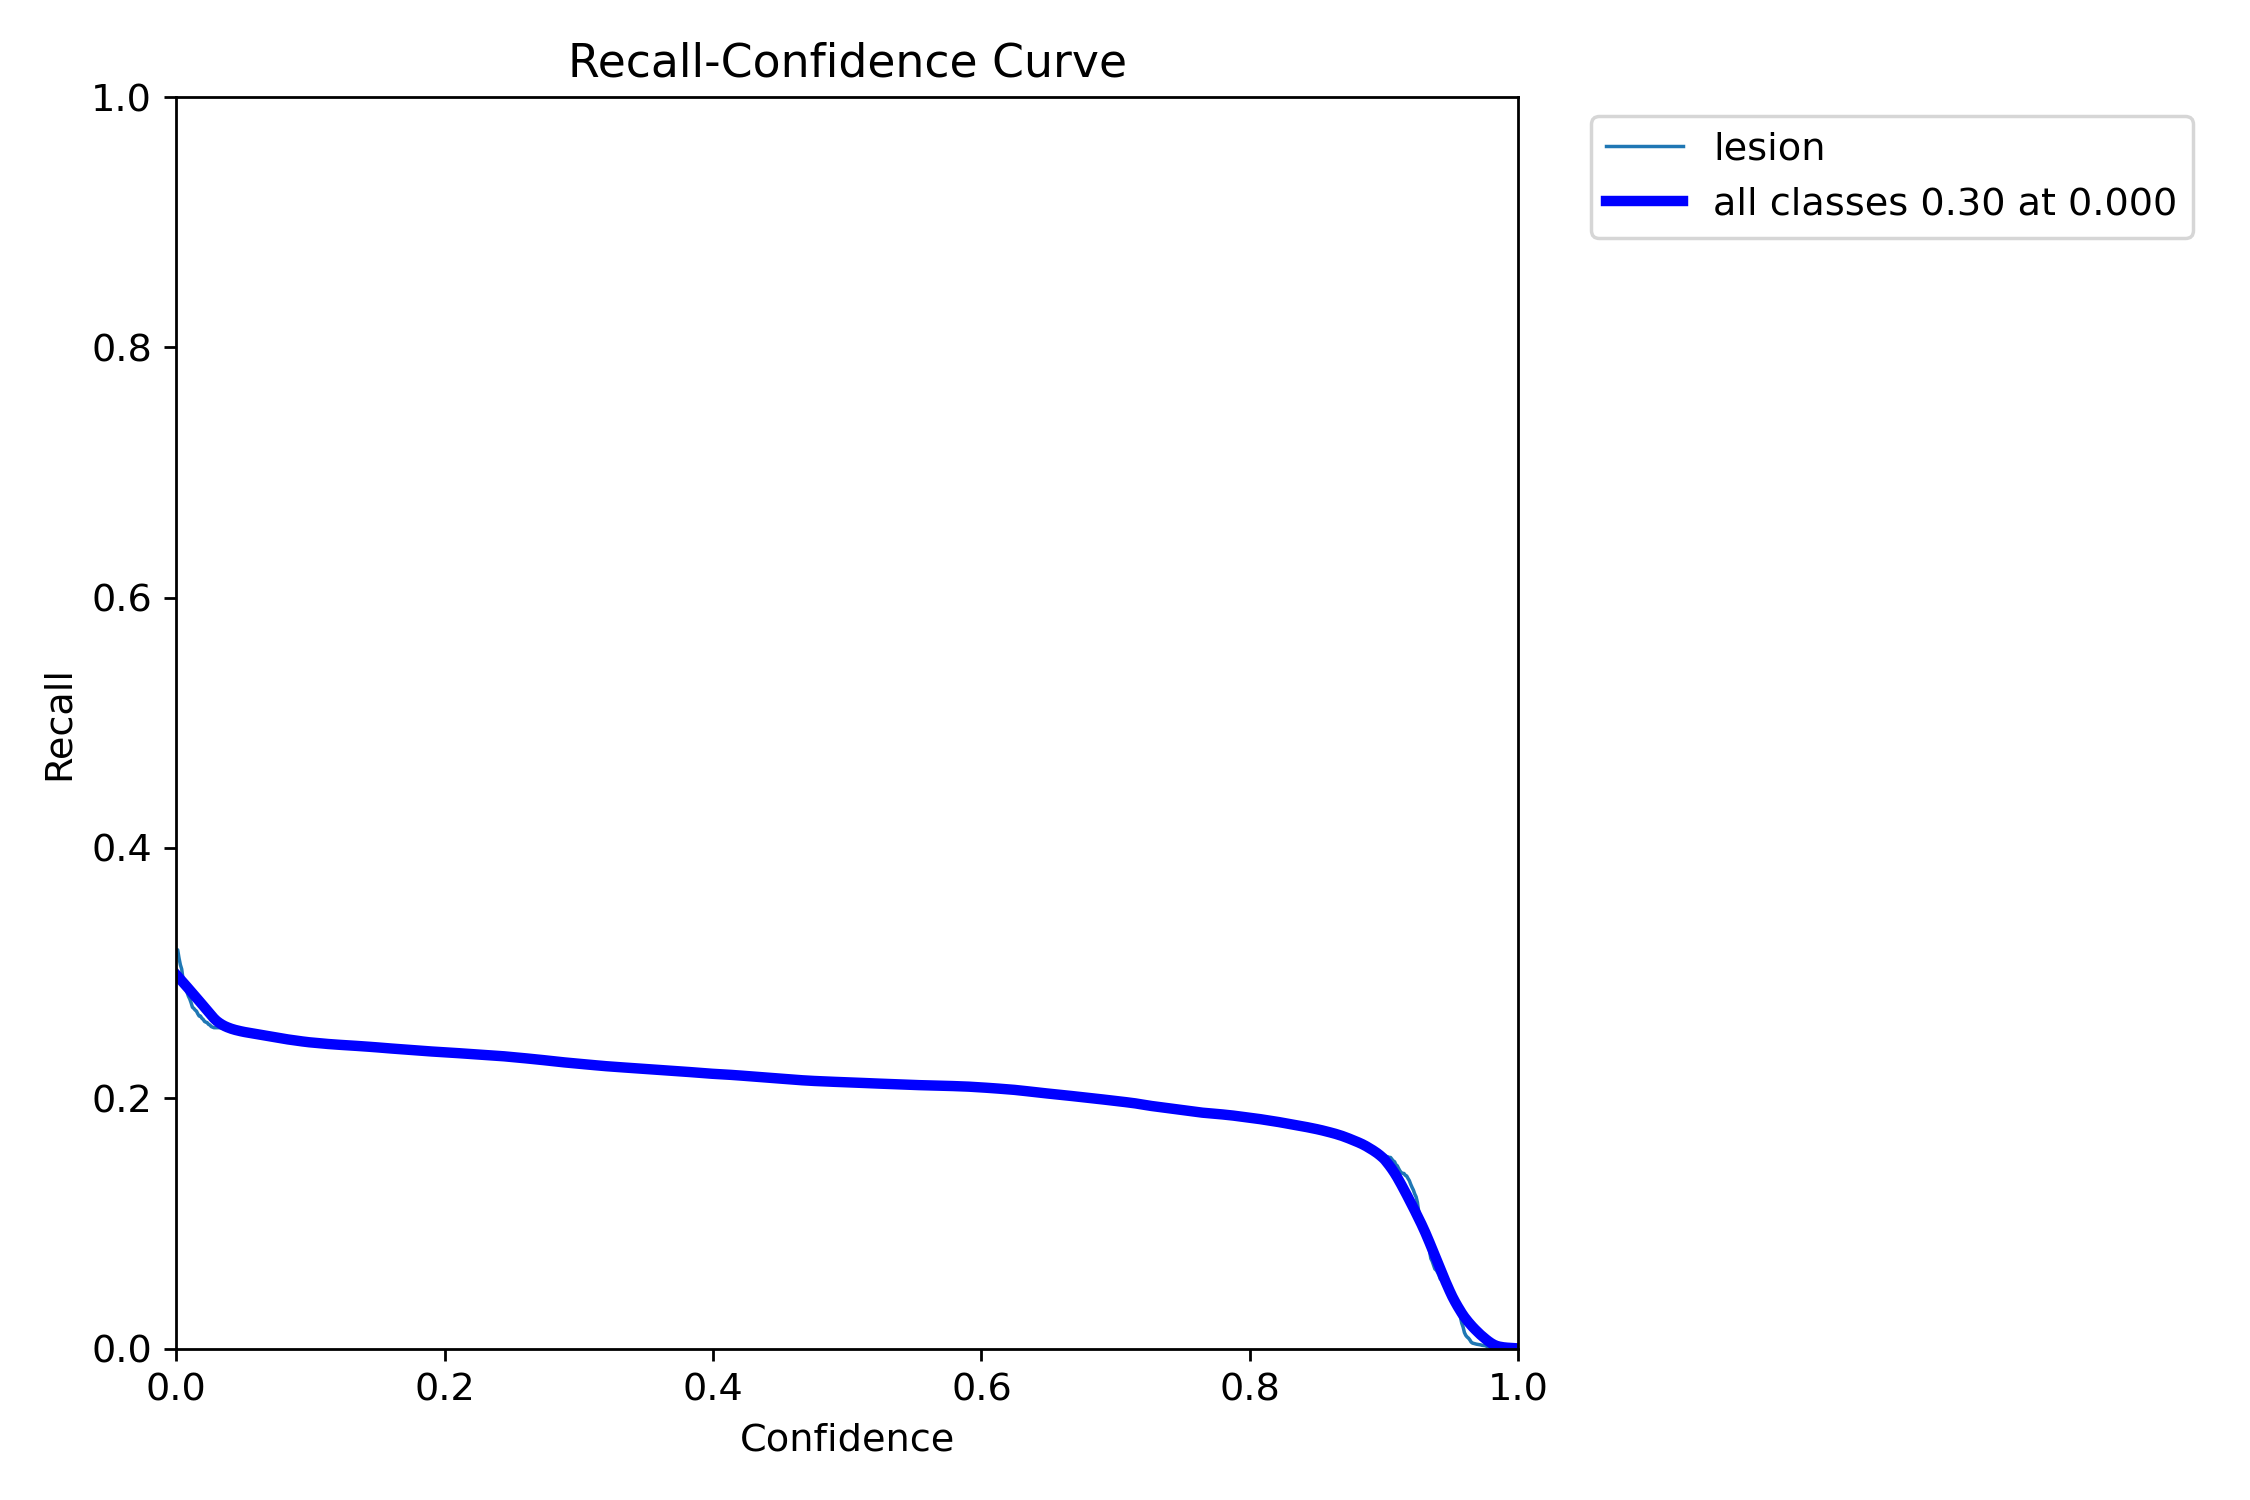 Recall-Confidence Curve
1.0
0.8
0.6
0.4
0.2
0.0
Recall
0.0 0.2 0.4 0.6 0.8 1.0
Confidence
lesion
all classes 0.30 at 0.000